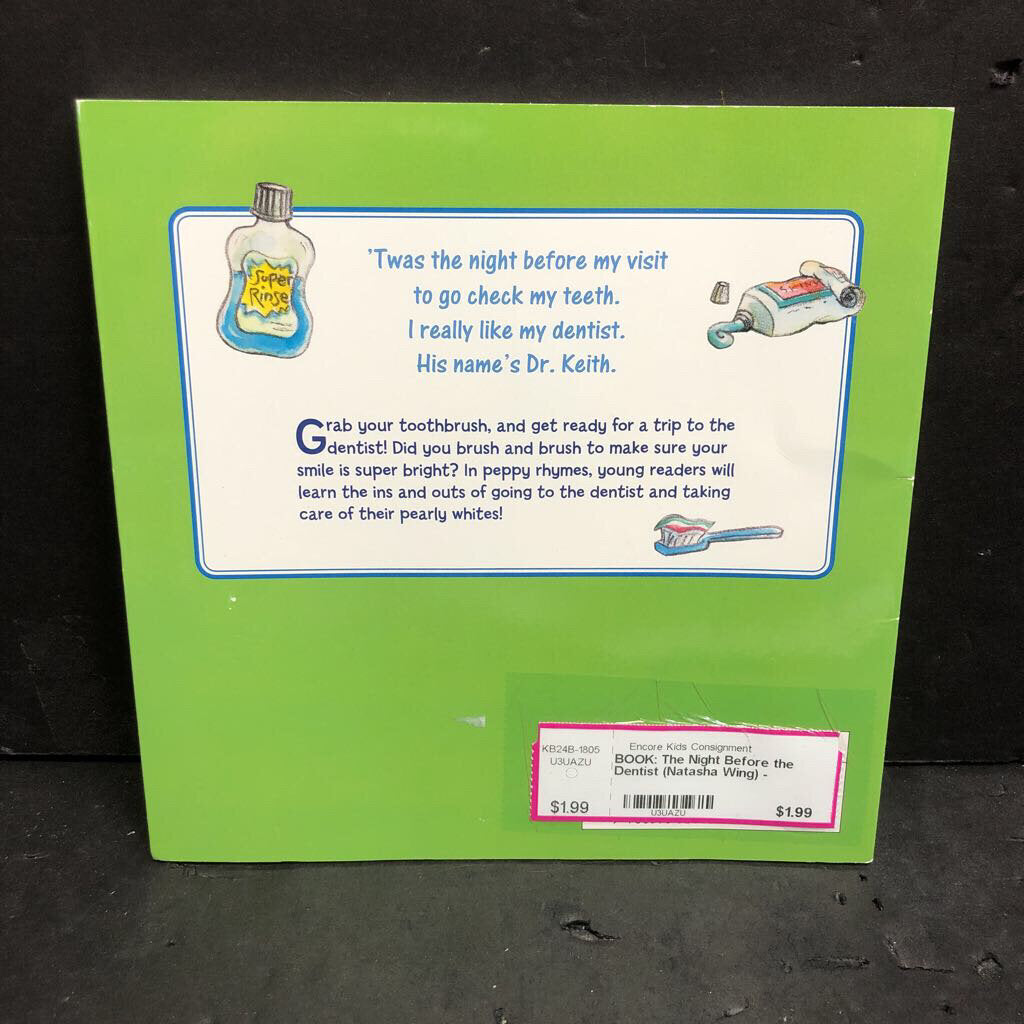 'Twas the night before my visit
to go check my teeth.
I really like my dentist.
His name's Dr. Keith.
Super
Rinse
Grab your toothbrush, and get ready for a trip to the
dentist! Did you brush and brush to make sure your
smile is super bright? In peppy rhymes, young readers will
learn the ins and outs of going to the dentist and taking
care of their pearly whites!
KB24B-1805
U3UAZU
$1.99
Encore Kids Consignment
BOOK: The Night Before the
Dentist (Natasha Wing) -
U3UAZU
$1.99